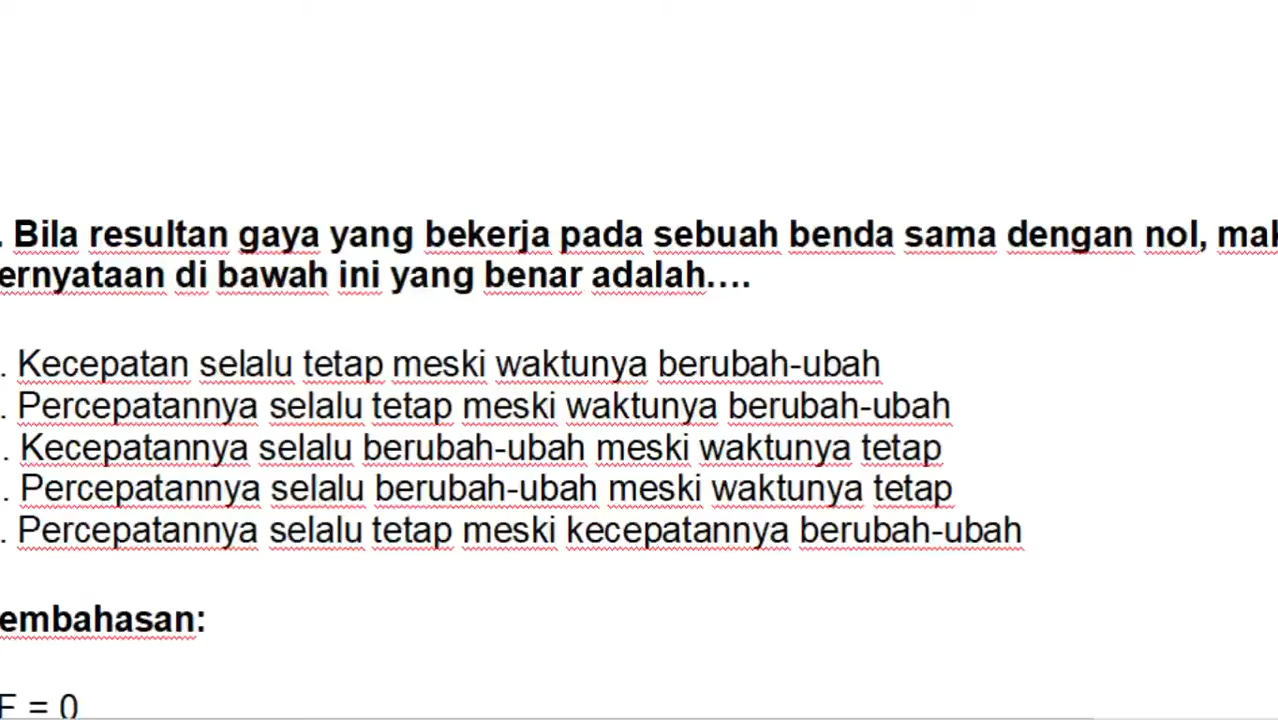 . Bila resultan gaya yang bekerja pada sebuah benda sama dengan nol, mak
ernyataan di bawah ini yang benar adalah….
. Kecepatan selalu tetap meski waktunya berubah-ubah
. Percepatannya selalu tetap meski waktunya berubah-ubah
. Kecepatannya selalu berubah-ubah meski waktunya tetap
. Percepatannya selalu berubah-ubah meski waktunya tetap
. Percepatannya selalu tetap meski kecepatannya berubah-ubah
embahasan:
F = 0